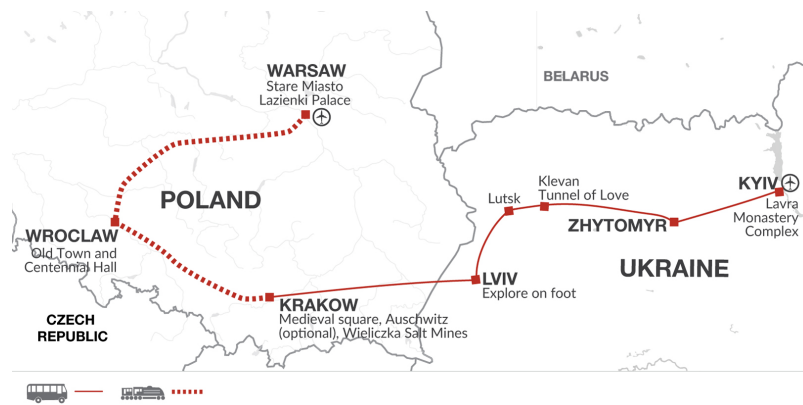 WARSAW
Stare Miasto
Lazienki Palace
BELARUS
POLAND
WROCLAW
Old Town and
Centennial Hall
KRAKOW
Medieval square, Auschwitz
(optional), Wieliczka Salt Mines
CZECH
REPUBLIC
Lutsk
Klevan
Tunnel of Love
KYIV
Lavra
Monastery
Complex
ZHYTOMYR
UKRAINE
LVIV
Explore on foot